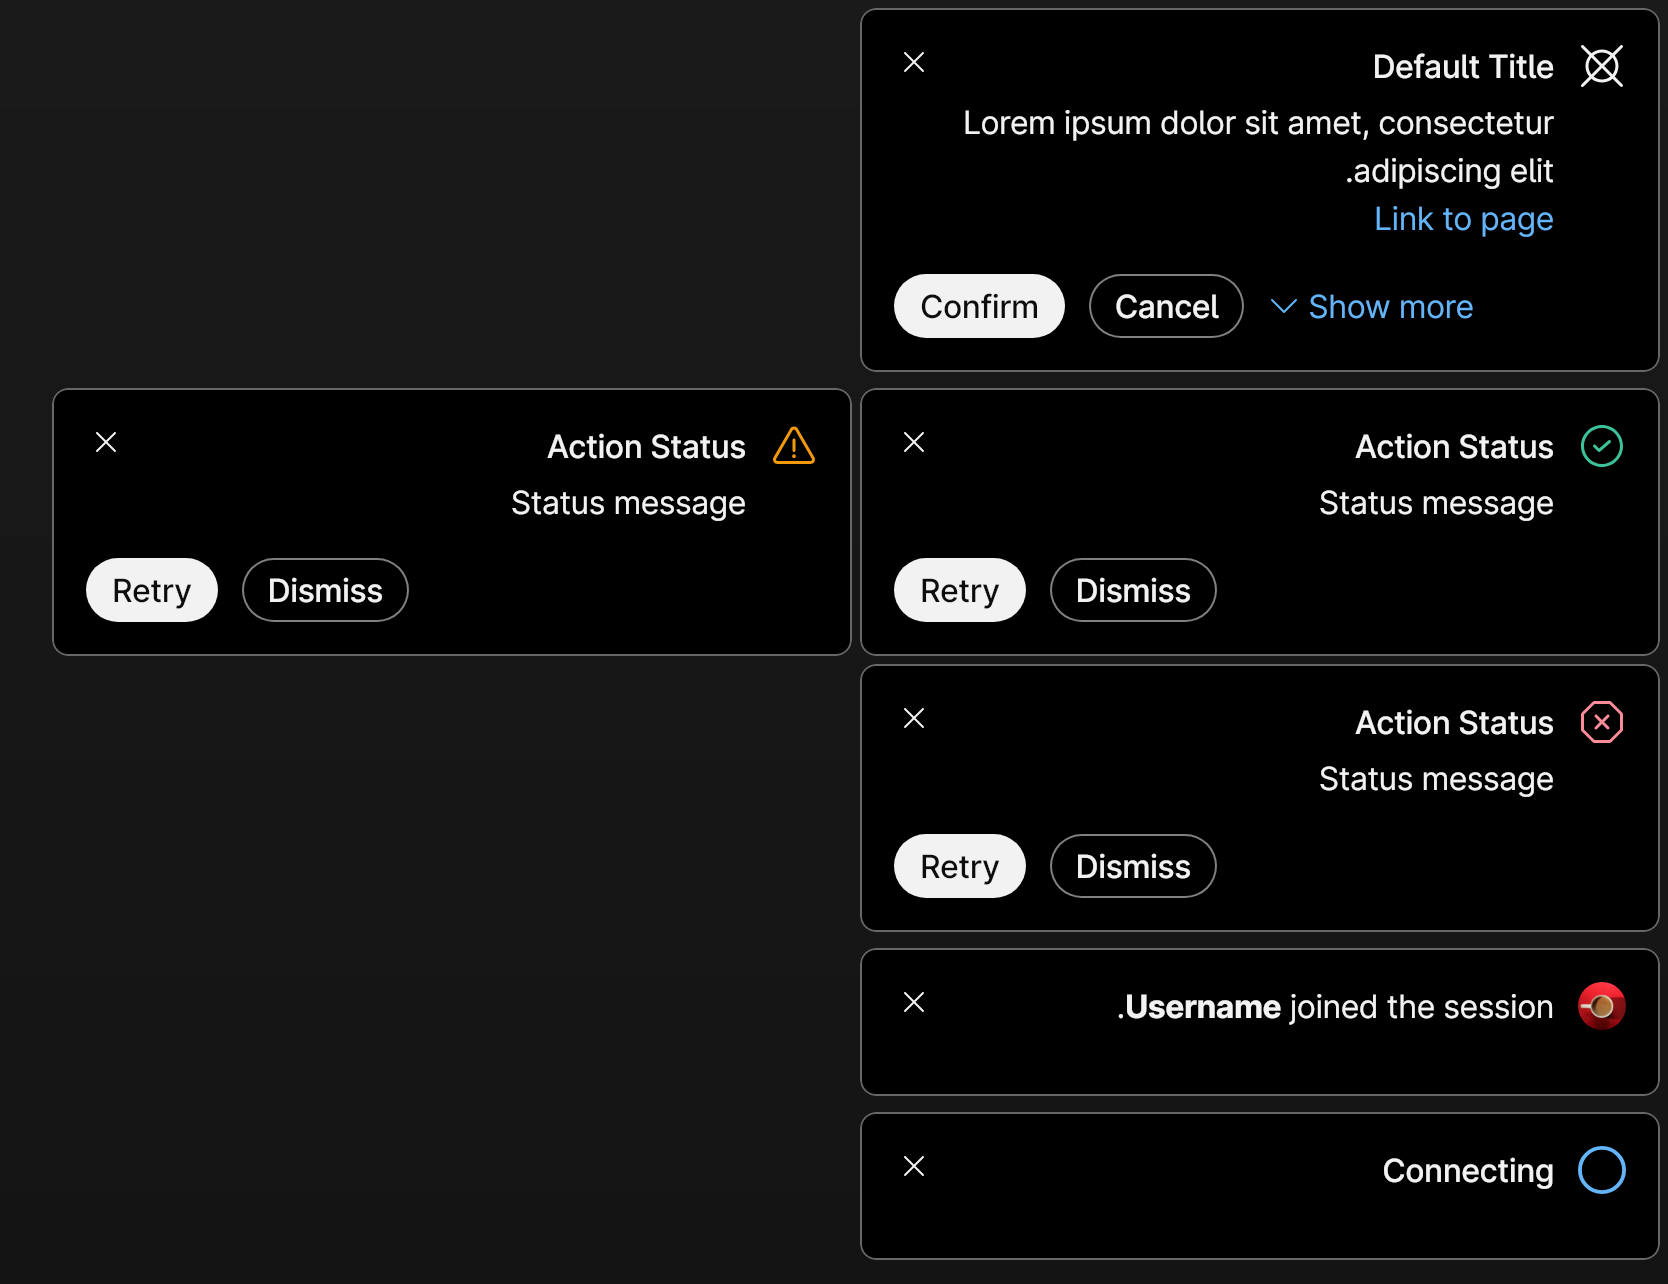 Default Title
Lorem ipsum dolor sit amet, consectetur
.adipiscing elit
Link to page
Confirm Cancel Show more
Action Status
Status message
Retry Dismiss
Action Status
Status message
Retry Dismiss
Action Status
Status message
Retry Dismiss
.Username joined the session
Connecting